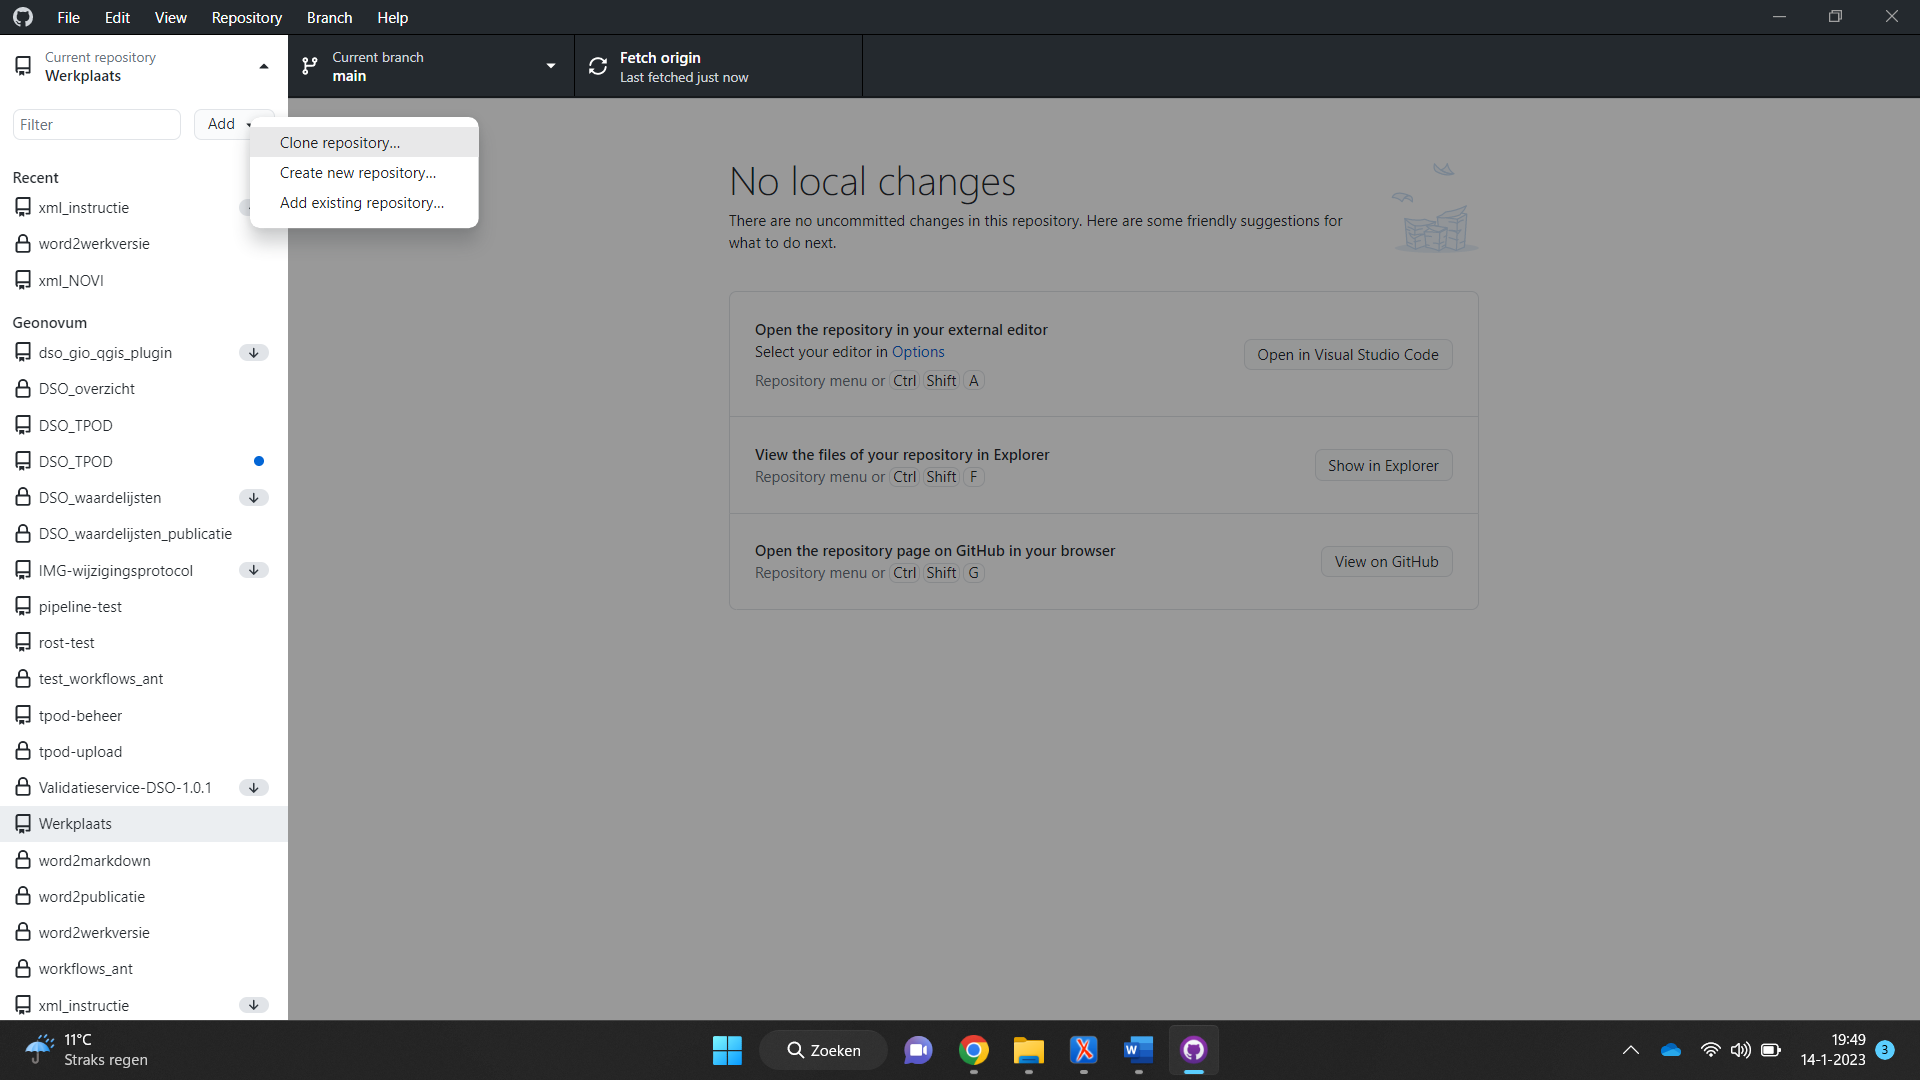 File Edit View Repository Branch Help
Current repository
Werkplaats
Current branch
main
Fetch origin
Last fetched just now
Filter
Add
Clone repository...
Create new repository...
Add existing repository...
Recent
xml_instructie
word2werkversie
xml_NOVI
Geonovum
dso_gio_qgis_plugin
DSO_overzicht
DSO_TPOD
DSO_TPOD
DSO_waardelijsten
DSO_waardelijsten_publicatie
IMG-wijzigingsprotocol
pipeline-test
rost-test
test_workflows_ant
tpod-beheer
tpod-upload
Validatieservice-DSO-1.0.1
Werkplaats
word2markdown
word2publicatie
word2werkversie
workflows_ant
xml_instructie
No local changes
There are no uncommitted changes in this repository. Here are some friendly suggestions for
what to do next.
Open the repository in your external editor
Select your editor in Options
Repository menu or Ctrl Shift A
Open in Visual Studio Code
View the files of your repository in Explorer
Repository menu or Ctrl Shift F
Show in Explorer
Open the repository page on GitHub in your browser
Repository menu or Ctrl Shift G
View on GitHub
11°C
Straks regen
Zoeken
19:49
14-1-2023
3